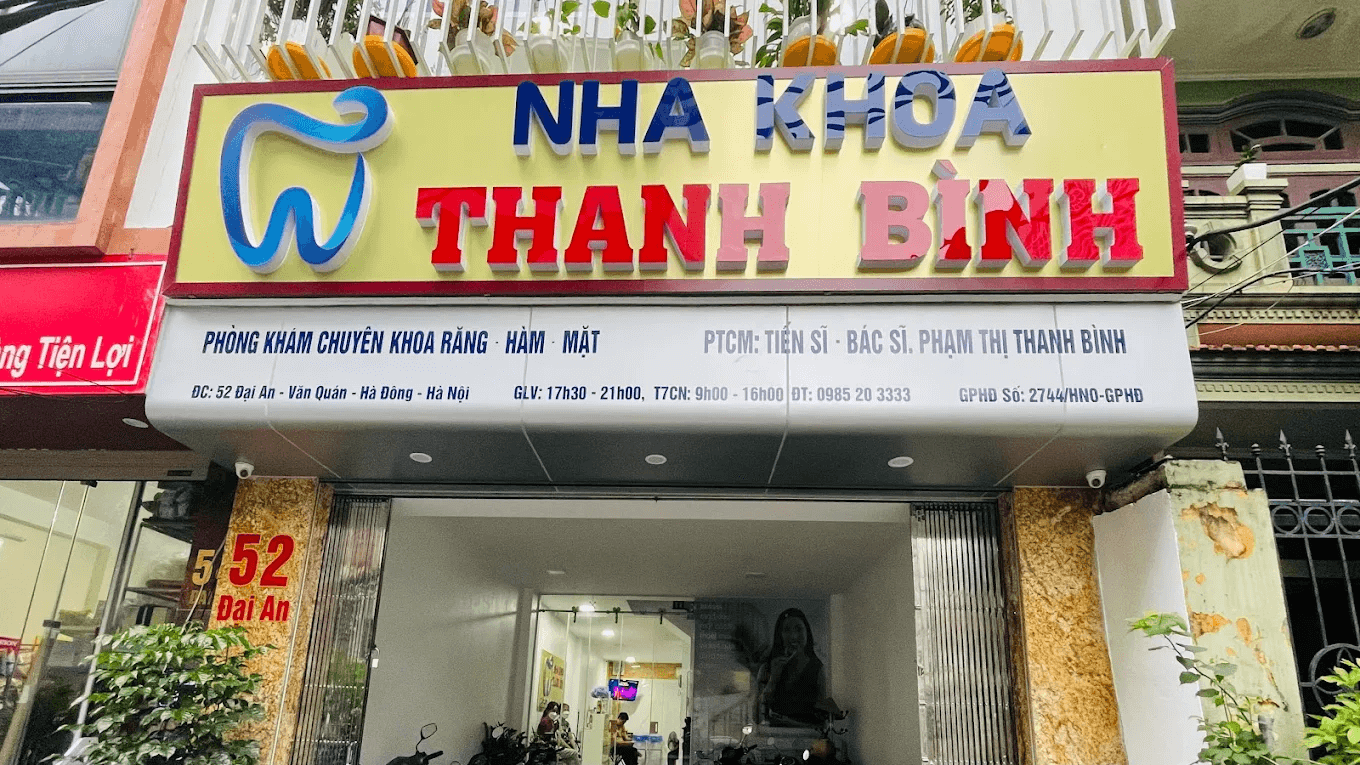 NHA KHOA
THANH BÌNH
PHÒNG KHÁM CHUYÊN KHOA RĂNG - HÀM - MẶT
PTCM: TIẾN SĨ - BÁC SĨ. PHẠM THỊ THANH BÌNH
ĐC: 52 Đại An - Văn Quán - Hà Đông - Hà Nội
GLV: 17h30 - 21h00, T7CN: 9h00 - 16h00 ĐT: 0985 20 3333
GPHĐ Số: 2744/HNO-GPHĐ
Tiện Lợi
5
52
Đại An